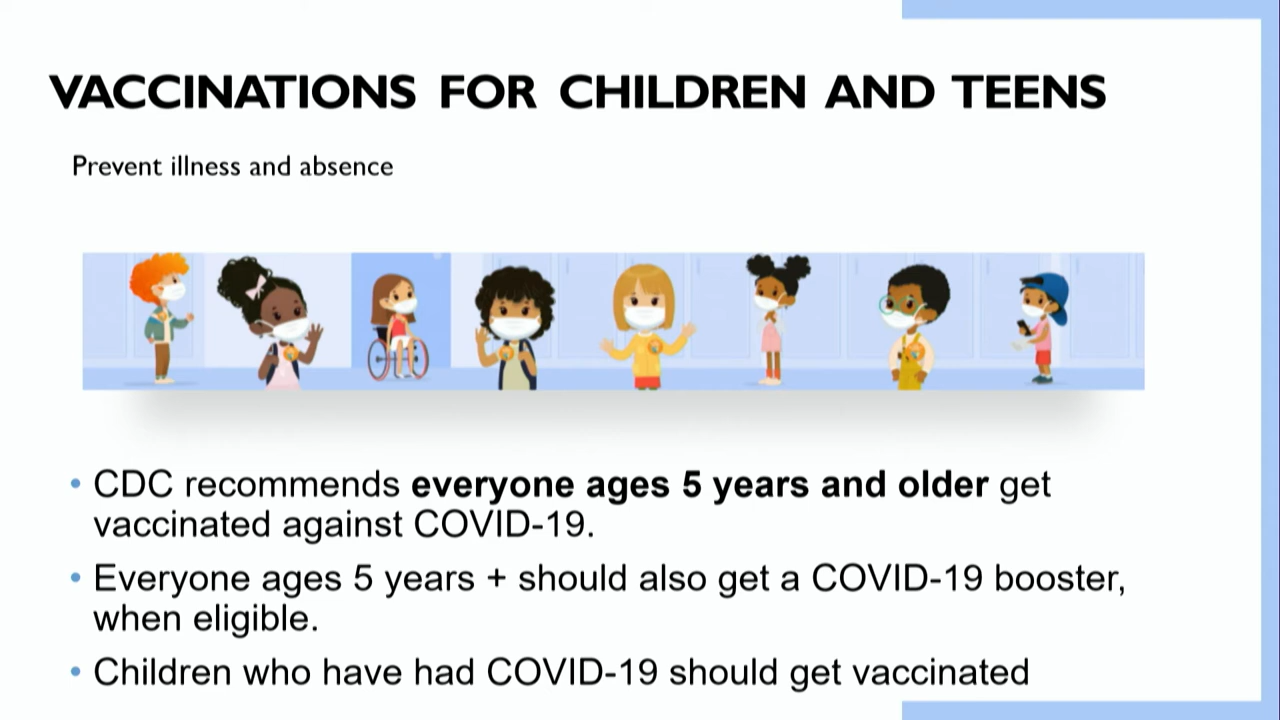 VACCINATIONS FOR CHILDREN AND TEENS
Prevent illness and absence
• CDC recommends everyone ages 5 years and older get
vaccinated against COVID-19.
• Everyone ages 5 years + should also get a COVID-19 booster,
when eligible.
• Children who have had COVID-19 should get vaccinated